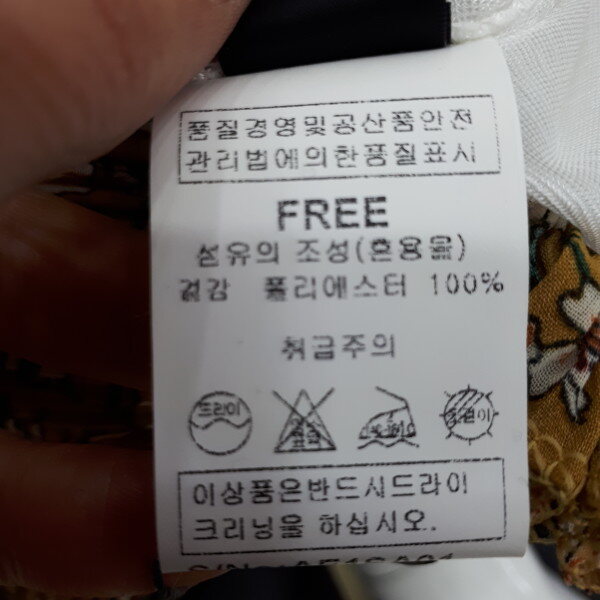 품질경영및공산품안전
관리법에의한품질표시
FREE
섬유의 조성(혼용율)
겉감 폴리에스터 100%
취급주의
드라이
이상품은반드시드라이
크리닝을 하십시오.